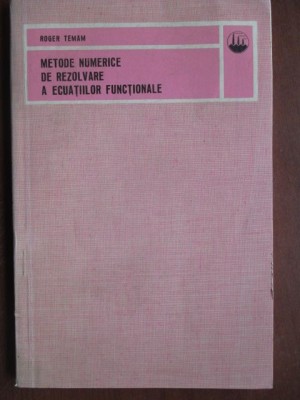 ROGER TEMAM
METODE NUMERICE
DE REZOLVARE
A ECUAȚIILOR FUNCȚIONALE